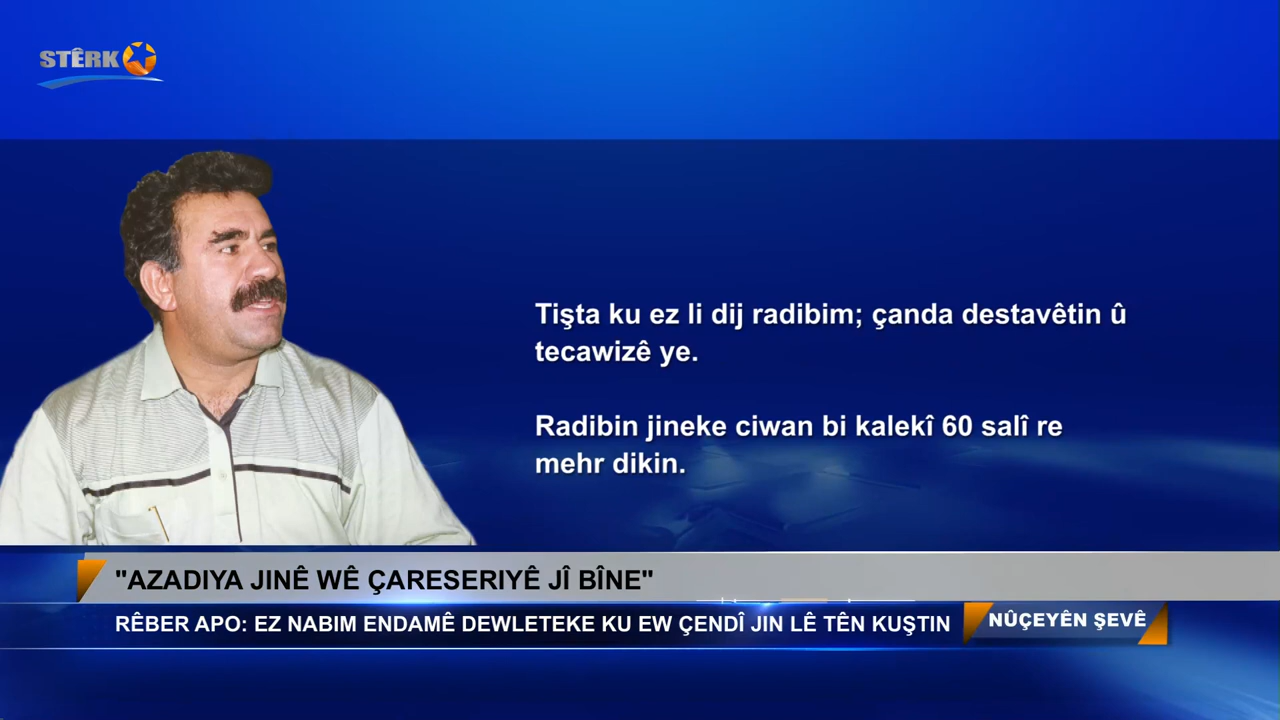 STÊRK
Tişta ku ez li dij radibim; çanda destavêtin û
tecawizê ye.
Radibin jineke ciwan bi kalekî 60 salî re
mehr dikin.
"AZADIYA JINÊ WÊ ÇARESERIYÊ JÎ BÎNE"
RÊBER APO: EZ NABIM ENDAMÊ DEWLETEKE KU EW ÇENDÎ JIN LÊ TÊN KUŞTIN
NÛÇEYÊN ŞEVÊ